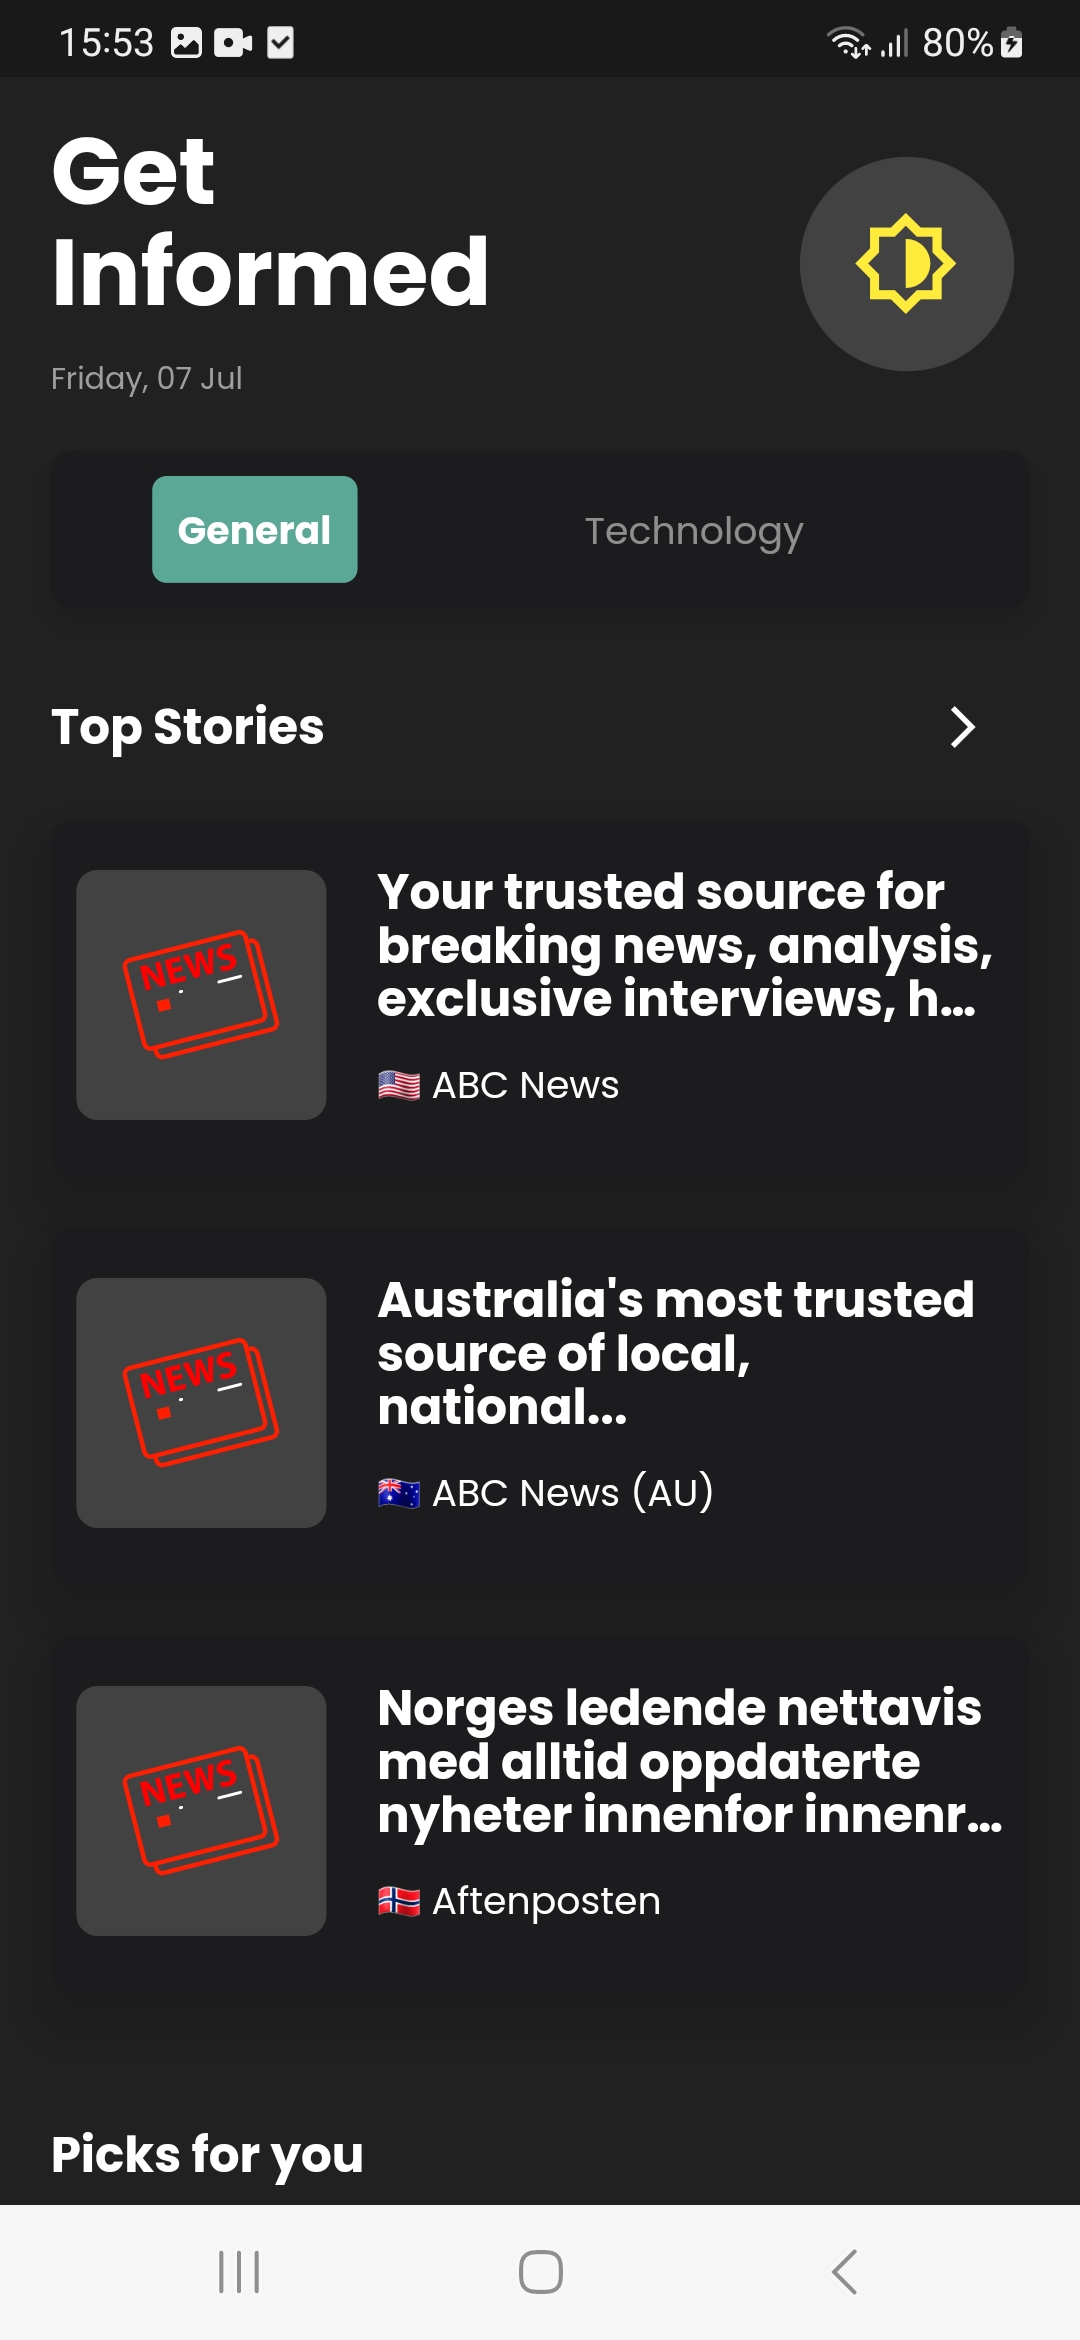 15:53
80%
Get
Informed
Friday, 07 Jul
General
Technology
Top Stories
NEWS
Your trusted source for
breaking news, analysis,
exclusive interviews, h...
🇺🇸 ABC News
NEWS
Australia's most trusted
source of local,
national...
🇦🇺 ABC News (AU)
NEWS
Norges ledende nettavis
med alltid oppdaterte
nyheter innenfor innenr...
🇳🇴 Aftenposten
Picks for you